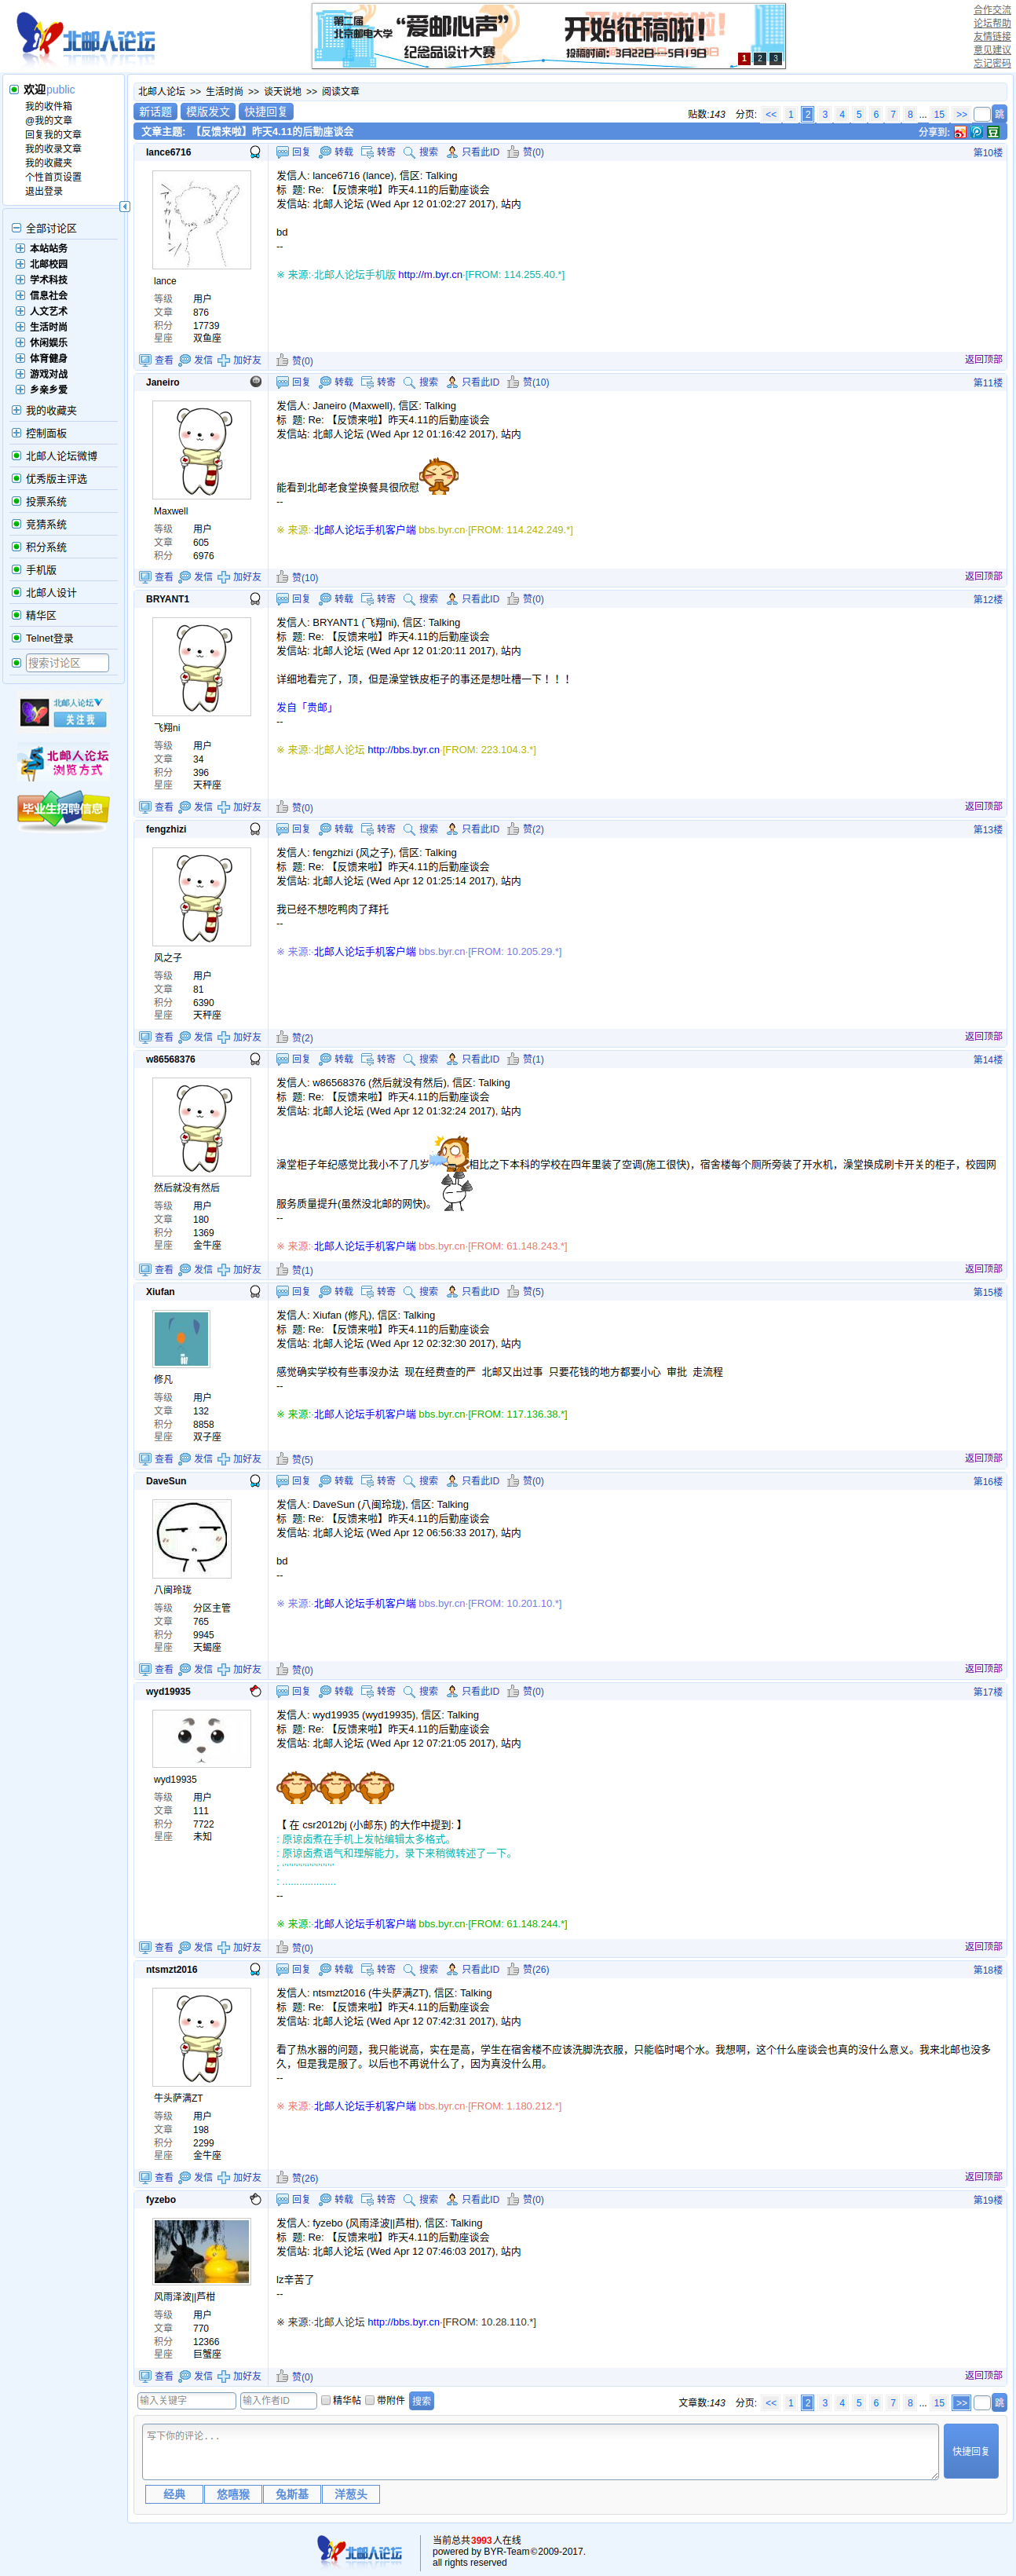 北邮人论坛
第二届
北京邮电大学
“爱邮心声”
纪念品设计大赛
开始征稿啦!
投稿时间: 3月22日——5月19日
1 2 3
合作交流
论坛帮助
友情链接
意见建议
忘记密码
欢迎public
我的收件箱
@我的文章
回复我的文章
我的收录文章
我的收藏夹
个性首页设置
退出登录
全部讨论区
本站站务
北邮校园
学术科技
信息社会
人文艺术
生活时尚
休闲娱乐
体育健身
游戏对战
乡亲乡爱
我的收藏夹
控制面板
北邮人论坛微博
优秀版主评选
投票系统
竞猜系统
积分系统
手机版
北邮人设计
精华区
Telnet登录
搜索讨论区
北邮人论坛
关注我
北邮人论坛
浏览方式
毕业生招聘信息
北邮人论坛 >> 生活时尚 >> 谈天说地 >> 阅读文章
新话题 模版发文 快捷回复
贴数:143 分页: << 1 2 3 4 5 6 7 8 ... 15 >> 跳
文章主题: 【反馈来啦】昨天4.11的后勤座谈会
分享到:
lance6716
回复 转载 转寄 搜索 只看此ID 赞(0)
第10楼
lance
等级 用户
文章 876
积分 17739
星座 双鱼座
发信人: lance6716 (lance), 信区: Talking
标 题: Re: 【反馈来啦】昨天4.11的后勤座谈会
发信站: 北邮人论坛 (Wed Apr 12 01:02:27 2017), 站内
bd
--
※ 来源:·北邮人论坛手机版 http://m.byr.cn·[FROM: 114.255.40.*]
查看 发信 加好友
赞(0)
返回顶部
Janeiro
回复 转载 转寄 搜索 只看此ID 赞(10)
第11楼
Maxwell
等级 用户
文章 605
积分 6976
发信人: Janeiro (Maxwell), 信区: Talking
标 题: Re: 【反馈来啦】昨天4.11的后勤座谈会
发信站: 北邮人论坛 (Wed Apr 12 01:16:42 2017), 站内
能看到北邮老食堂换餐具很欣慰
--
※ 来源:·北邮人论坛手机客户端 bbs.byr.cn·[FROM: 114.242.249.*]
查看 发信 加好友
赞(10)
返回顶部
BRYANT1
回复 转载 转寄 搜索 只看此ID 赞(0)
第12楼
飞翔ni
等级 用户
文章 34
积分 396
星座 天秤座
发信人: BRYANT1 (飞翔ni), 信区: Talking
标 题: Re: 【反馈来啦】昨天4.11的后勤座谈会
发信站: 北邮人论坛 (Wed Apr 12 01:20:11 2017), 站内
详细地看完了，顶，但是澡堂铁皮柜子的事还是想吐槽一下！！！
发自「贵邮」
--
※ 来源:·北邮人论坛 http://bbs.byr.cn·[FROM: 223.104.3.*]
查看 发信 加好友
赞(0)
返回顶部
fengzhizi
回复 转载 转寄 搜索 只看此ID 赞(2)
第13楼
风之子
等级 用户
文章 81
积分 6390
星座 天秤座
发信人: fengzhizi (风之子), 信区: Talking
标 题: Re: 【反馈来啦】昨天4.11的后勤座谈会
发信站: 北邮人论坛 (Wed Apr 12 01:25:14 2017), 站内
我已经不想吃鸭肉了拜托
--
※ 来源:·北邮人论坛手机客户端 bbs.byr.cn·[FROM: 10.205.29.*]
查看 发信 加好友
赞(2)
返回顶部
w86568376
回复 转载 转寄 搜索 只看此ID 赞(1)
第14楼
然后就没有然后
等级 用户
文章 180
积分 1369
星座 金牛座
发信人: w86568376 (然后就没有然后), 信区: Talking
标 题: Re: 【反馈来啦】昨天4.11的后勤座谈会
发信站: 北邮人论坛 (Wed Apr 12 01:32:24 2017), 站内
澡堂柜子年纪感觉比我小不了几岁相比之下本科的学校在四年里装了空调(施工很快)，宿舍楼每个厕所旁装了开水机，澡堂换成刷卡开关的柜子，校园网
服务质量提升(虽然没北邮的网快)。
--
※ 来源:·北邮人论坛手机客户端 bbs.byr.cn·[FROM: 61.148.243.*]
查看 发信 加好友
赞(1)
返回顶部
Xiufan
回复 转载 转寄 搜索 只看此ID 赞(5)
第15楼
修凡
等级 用户
文章 132
积分 8858
星座 双子座
发信人: Xiufan (修凡), 信区: Talking
标 题: Re: 【反馈来啦】昨天4.11的后勤座谈会
发信站: 北邮人论坛 (Wed Apr 12 02:32:30 2017), 站内
感觉确实学校有些事没办法 现在经费查的严 北邮又出过事 只要花钱的地方都要小心 审批 走流程
--
※ 来源:·北邮人论坛手机客户端 bbs.byr.cn·[FROM: 117.136.38.*]
查看 发信 加好友
赞(5)
返回顶部
DaveSun
回复 转载 转寄 搜索 只看此ID 赞(0)
第16楼
八闽玲珑
等级 分区主管
文章 765
积分 9945
星座 天蝎座
发信人: DaveSun (八闽玲珑), 信区: Talking
标 题: Re: 【反馈来啦】昨天4.11的后勤座谈会
发信站: 北邮人论坛 (Wed Apr 12 06:56:33 2017), 站内
bd
--
※ 来源:·北邮人论坛手机客户端 bbs.byr.cn·[FROM: 10.201.10.*]
查看 发信 加好友
赞(0)
返回顶部
wyd19935
回复 转载 转寄 搜索 只看此ID 赞(0)
第17楼
wyd19935
等级 用户
文章 111
积分 7722
星座 未知
发信人: wyd19935 (wyd19935), 信区: Talking
标 题: Re: 【反馈来啦】昨天4.11的后勤座谈会
发信站: 北邮人论坛 (Wed Apr 12 07:21:05 2017), 站内
【 在 csr2012bj (小邮东) 的大作中提到: 】
: 原谅卤煮在手机上发帖编辑太多格式。
: 原谅卤煮语气和理解能力，录下来稍微转述了一下。
: ...................
--
※ 来源:·北邮人论坛手机客户端 bbs.byr.cn·[FROM: 61.148.244.*]
查看 发信 加好友
赞(0)
返回顶部
ntsmzt2016
回复 转载 转寄 搜索 只看此ID 赞(26)
第18楼
牛头萨满ZT
等级 用户
文章 198
积分 2299
星座 金牛座
发信人: ntsmzt2016 (牛头萨满ZT), 信区: Talking
标 题: Re: 【反馈来啦】昨天4.11的后勤座谈会
发信站: 北邮人论坛 (Wed Apr 12 07:42:31 2017), 站内
看了热水器的问题，我只能说高，实在是高，学生在宿舍楼不应该洗脚洗衣服，只能临时喝个水。我想啊，这个什么座谈会也真的没什么意义。我来北邮也没多
久，但是我是服了。以后也不再说什么了，因为真没什么用。
--
※ 来源:·北邮人论坛手机客户端 bbs.byr.cn·[FROM: 1.180.212.*]
查看 发信 加好友
赞(26)
返回顶部
fyzebo
回复 转载 转寄 搜索 只看此ID 赞(0)
第19楼
风雨泽波||芦柑
等级 用户
文章 770
积分 12366
星座 巨蟹座
发信人: fyzebo (风雨泽波||芦柑), 信区: Talking
标 题: Re: 【反馈来啦】昨天4.11的后勤座谈会
发信站: 北邮人论坛 (Wed Apr 12 07:46:03 2017), 站内
lz辛苦了
--
※ 来源:·北邮人论坛 http://bbs.byr.cn·[FROM: 10.28.110.*]
查看 发信 加好友
赞(0)
返回顶部
输入关键字 输入作者ID 精华帖 带附件 搜索
文章数:143 分页: << 1 2 3 4 5 6 7 8 ... 15 >> 跳
写下你的评论...
快捷回复
经典 悠嘻猴 兔斯基 洋葱头
北邮人论坛
当前总共3993人在线
powered by BYR-Team©2009-2017.
all rights reserved